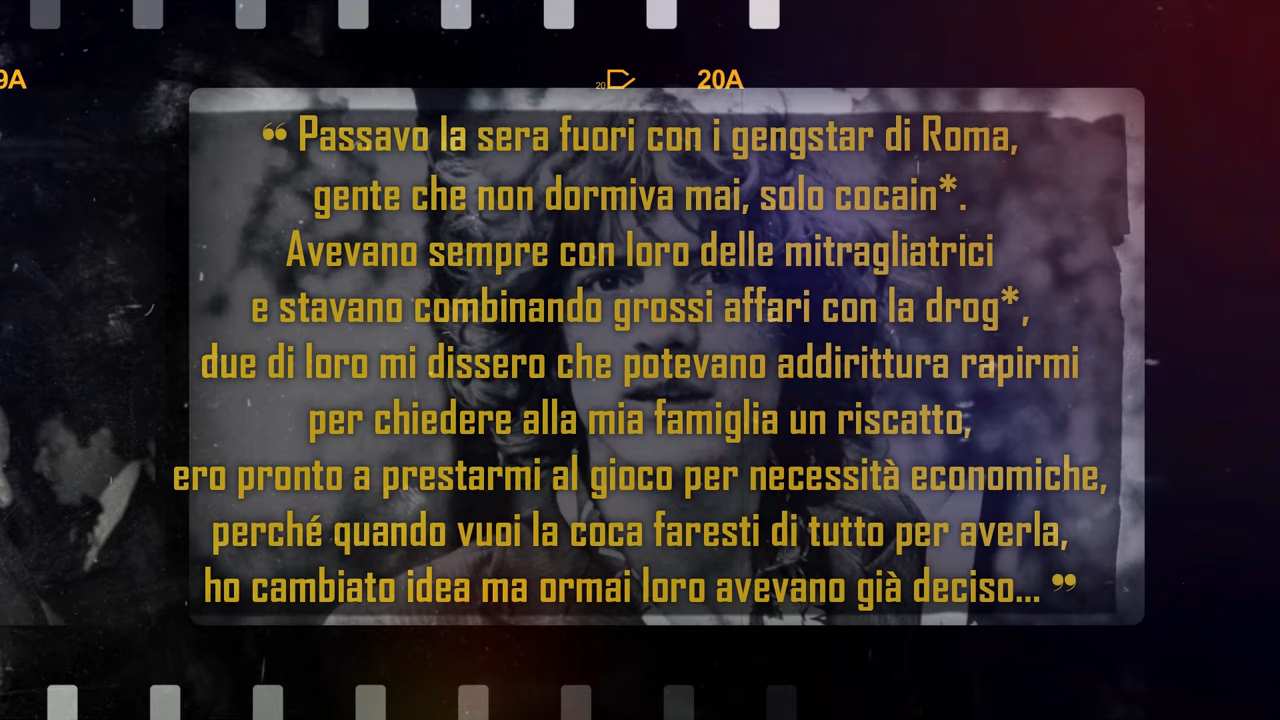 9A
20
20A
❝ Passavo la sera fuori con i gengstar di Roma,
gente che non dormiva mai, solo cocain*.
Avevano sempre con loro delle mitragliatrici
e stavano combinando grossi affari con la drog*,
due di loro mi dissero che potevano addirittura rapirmi
per chiedere alla mia famiglia un riscatto,
ero pronto a prestarmi al gioco per necessità economiche,
perché quando vuoi la coca faresti di tutto per averla,
ho cambiato idea ma ormai loro avevano già deciso... ❞